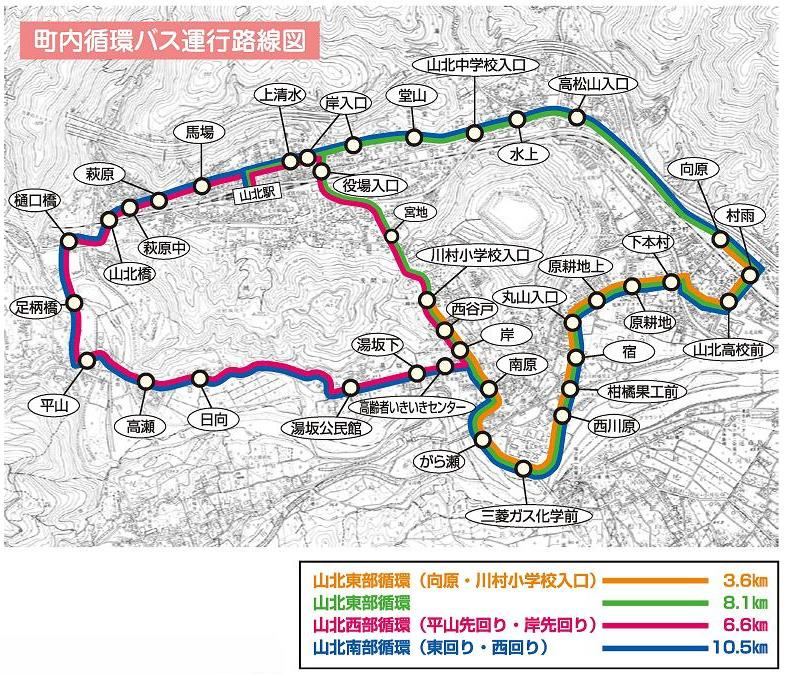 町内循環バス運行路線図
山北中学校入口
高松山入口
上清水
岸入口
堂山
馬場
水上
萩原
役場入口
向原
山北駅
樋口橋
宮地
村雨
萩原中
下本村
川村小学校入口
原耕地上
山北橋
丸山入口
西谷戸
足柄橋
原耕地
岸
山北高校前
湯坂下
宿
南原
平山
柑橘果工前
高瀬
日向
高齢者いきいきセンター
湯坂公民館
西川原
がら瀬
三菱ガス化学前
山北東部循環（向原・川村小学校入口） 3.6km
山北東部循環 8.1km
山北西部循環（平山先回り・岸先回り） 6.6km
山北南部循環（東回り・西回り） 10.5km